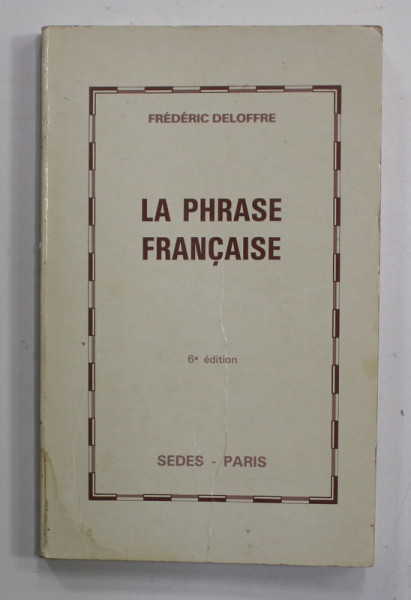 FRÉDÉRIC DELOFFRE
LA PHRASE
FRANÇAISE
6e édition
SEDES - PARIS